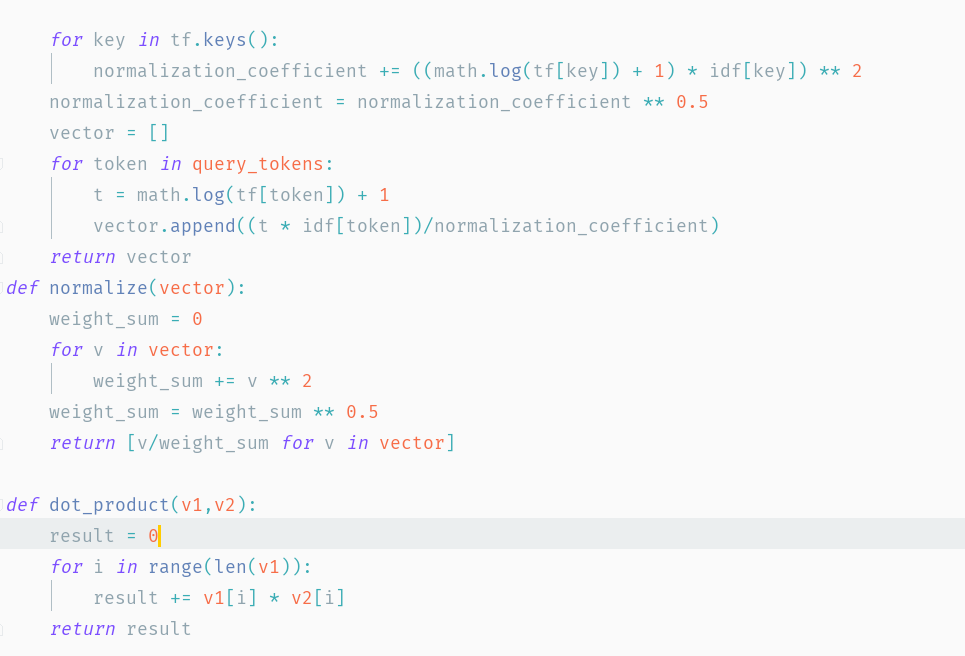 for key in tf.keys():
        normalization_coefficient += ((math.log(tf[key]) + 1) * idf[key]) ** 2
    normalization_coefficient = normalization_coefficient ** 0.5
    vector = []
    for token in query_tokens:
        t = math.log(tf[token]) + 1
        vector.append((t * idf[token])/normalization_coefficient)
    return vector
def normalize(vector):
    weight_sum = 0
    for v in vector:
        weight_sum += v ** 2
    weight_sum = weight_sum ** 0.5
    return [v/weight_sum for v in vector]

def dot_product(v1,v2):
    result = 0
    for i in range(len(v1)):
        result += v1[i] * v2[i]
    return result